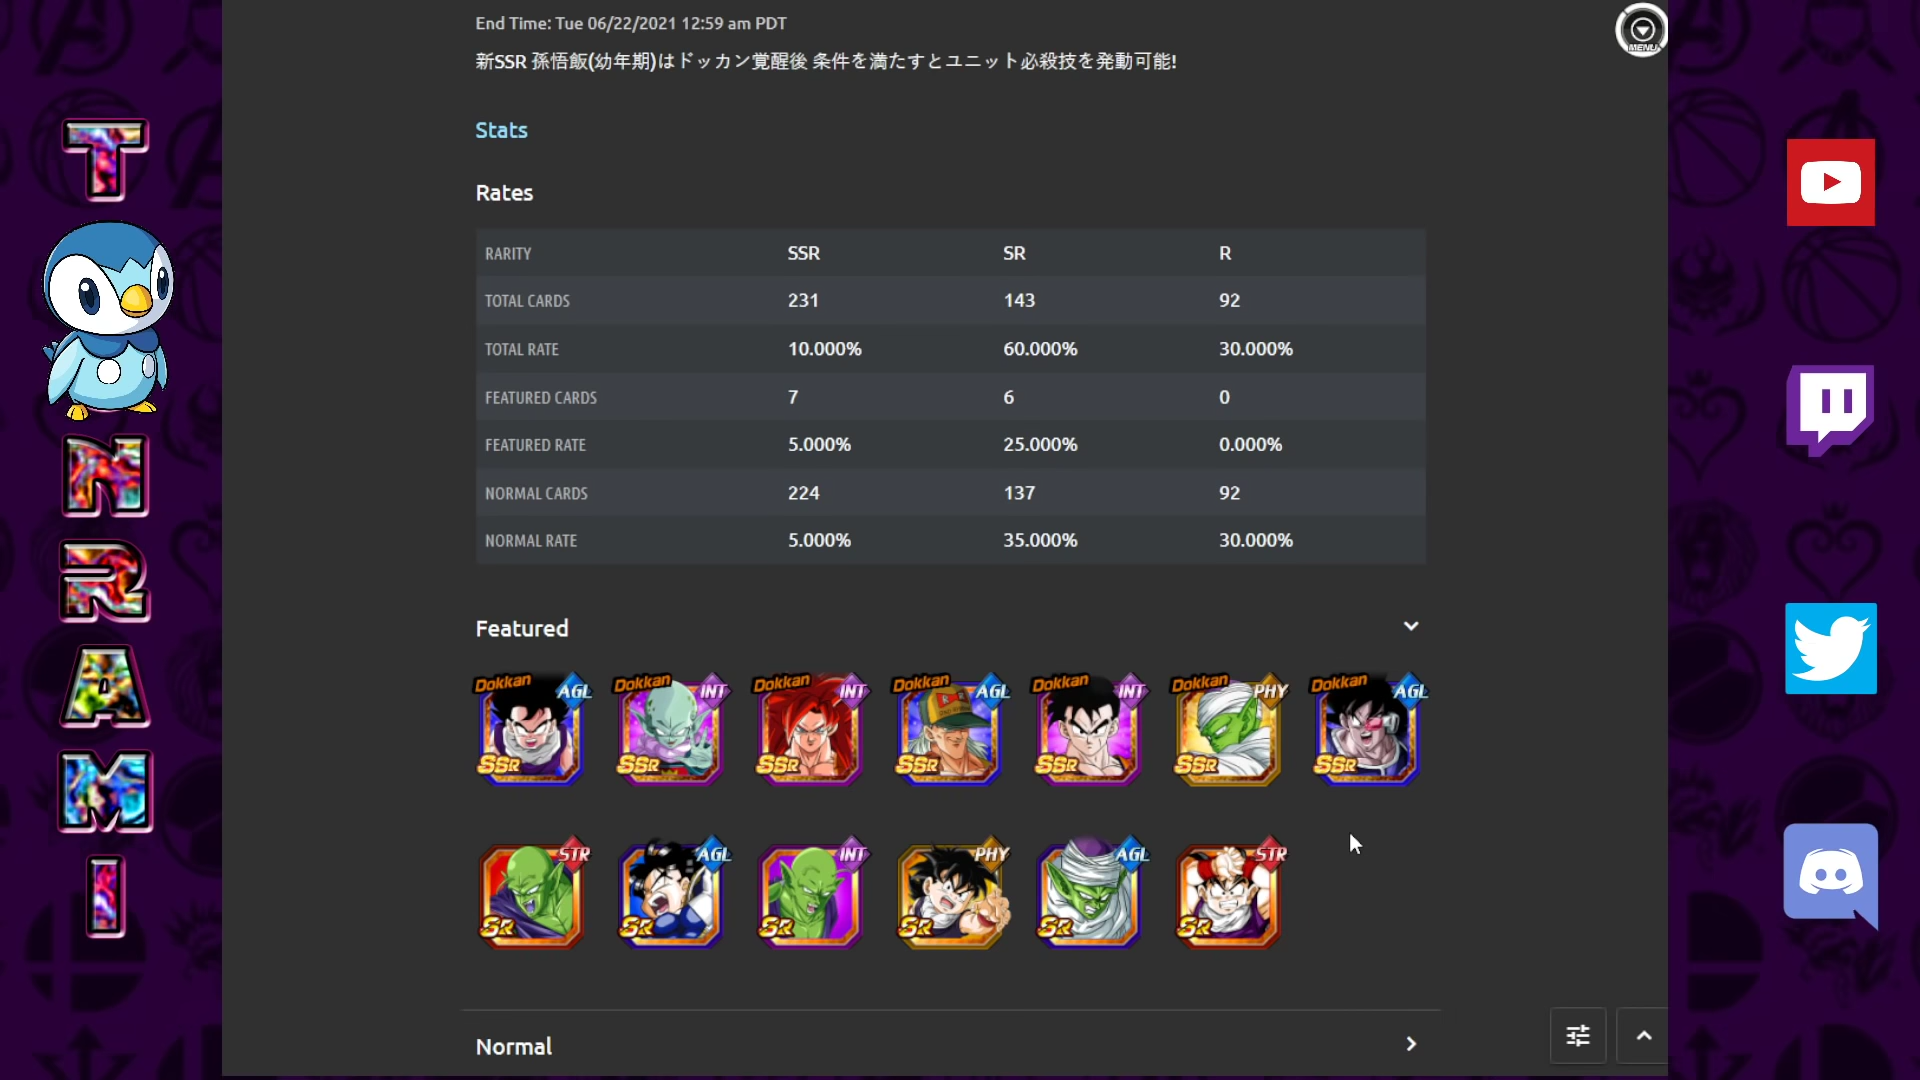 End Time: Tue 06/22/2021 12:59 am PDT
新SSR 孫悟飯(幼年期)はドッカン覚醒後 条件を満たすとユニット必殺技を発動可能!
MENU
Stats
Rates
RARITY SSR SR R
TOTAL CARDS 231 143 92
TOTAL RATE 10.000% 60.000% 30.000%
FEATURED CARDS 7 6 0
FEATURED RATE 5.000% 25.000% 0.000%
NORMAL CARDS 224 137 92
NORMAL RATE 5.000% 35.000% 30.000%
Featured
Dokkan AGL Dokkan INT Dokkan INT Dokkan AGL Dokkan INT Dokkan PHY Dokkan AGL
SSR SSR SSR SSR SSR SSR SSR
STR AGL INT PHY AGL STR
SR SR SR SR SR SR
Normal
T
N
R
A
M
I